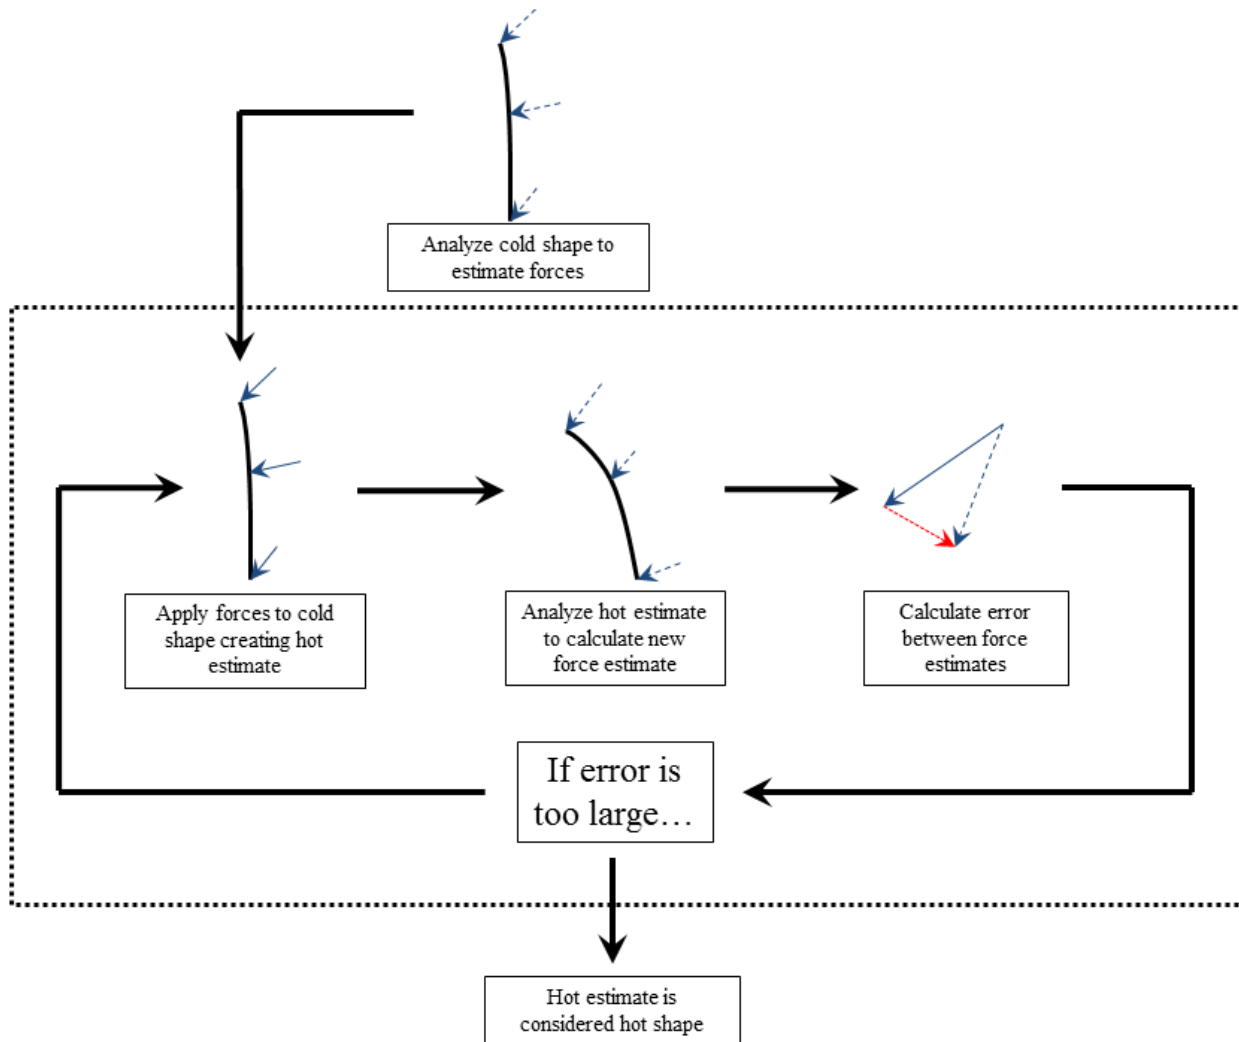 Analyze cold shape to
estimate forces
Apply forces to cold
shape creating hot
estimate
Analyze hot estimate
to calculate new
force estimate
Calculate error
between force
estimates
If error is
too large…
Hot estimate is
considered hot shape